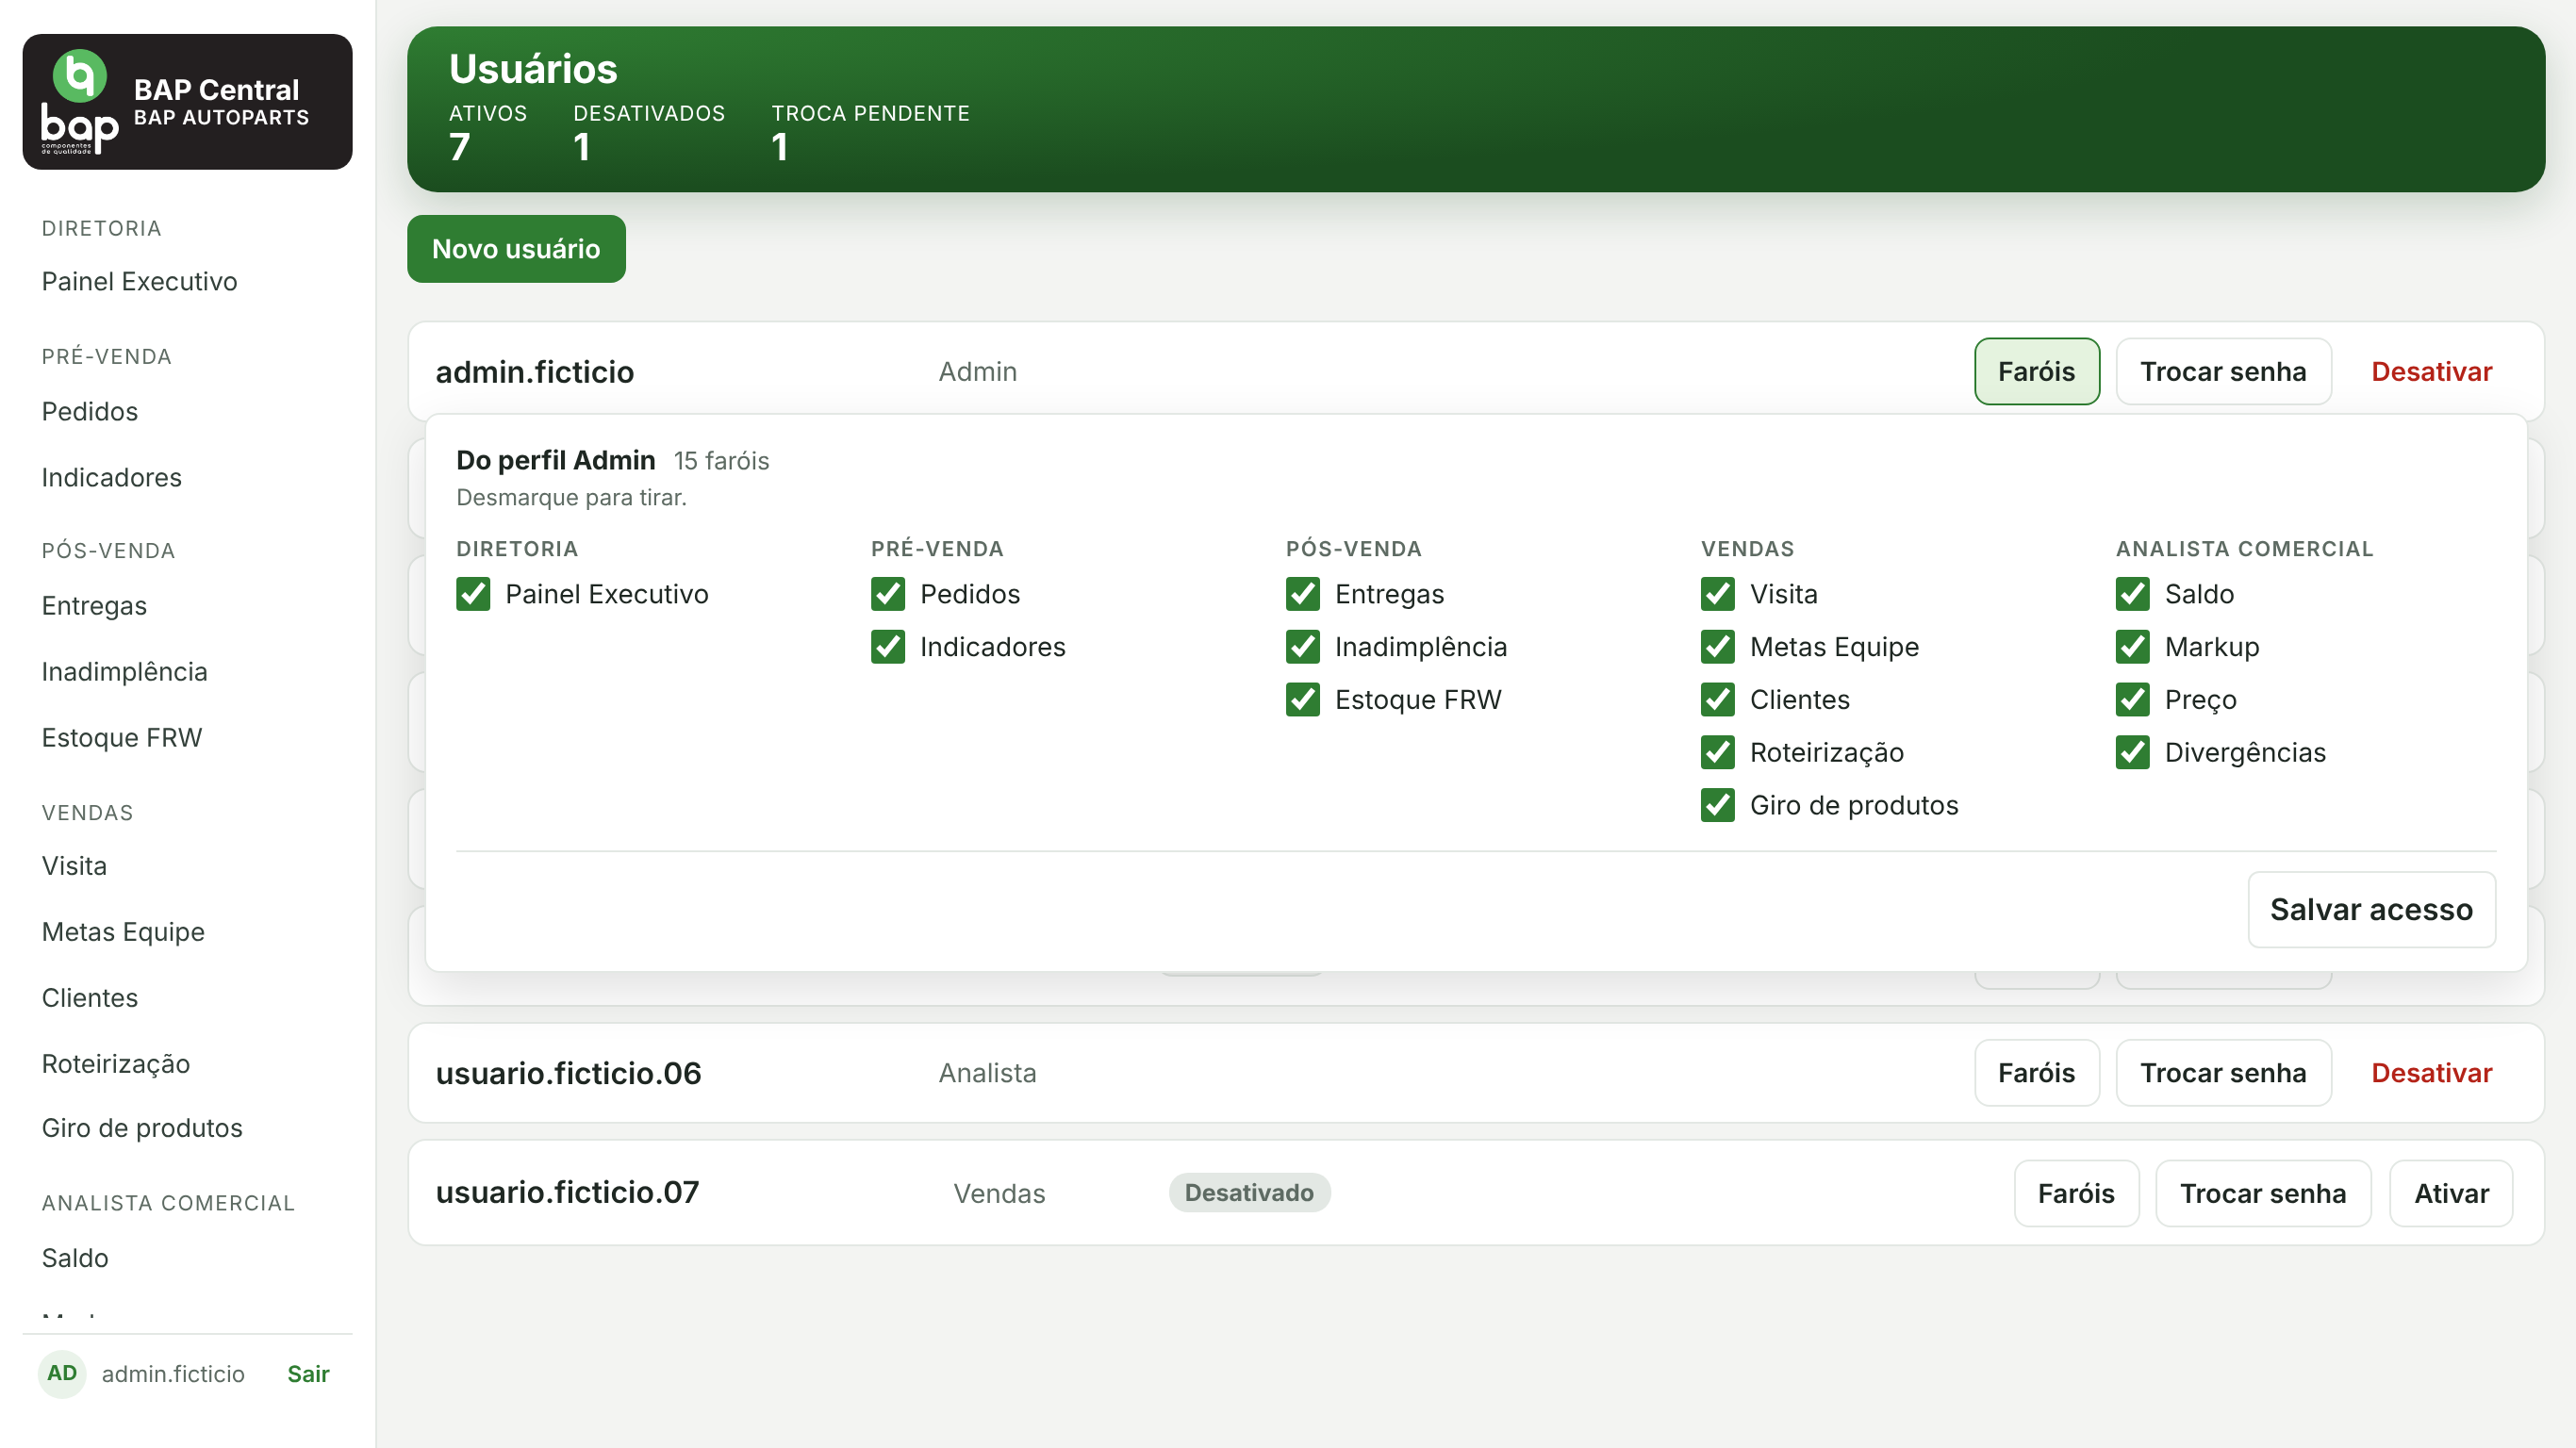 bap
componentes
de qualidade
BAP Central
BAP AUTOPARTS
DIRETORIA
Painel Executivo
PRÉ-VENDA
Pedidos
Indicadores
PÓS-VENDA
Entregas
Inadimplência
Estoque FRW
VENDAS
Visita
Metas Equipe
Clientes
Roteirização
Giro de produtos
ANALISTA COMERCIAL
Saldo
AD admin.ficticio Sair
Usuários
ATIVOS DESATIVADOS TROCA PENDENTE
7 1 1
Novo usuário
admin.ficticio Admin Faróis Trocar senha Desativar
Do perfil Admin 15 faróis
Desmarque para tirar.
DIRETORIA PRÉ-VENDA PÓS-VENDA VENDAS ANALISTA COMERCIAL
Painel Executivo Pedidos Entregas Visita Saldo
Indicadores Inadimplência Metas Equipe Markup
Estoque FRW Clientes Preço
Roteirização Divergências
Giro de produtos
Salvar acesso
usuario.ficticio.06 Analista Faróis Trocar senha Desativar
usuario.ficticio.07 Vendas Desativado Faróis Trocar senha Ativar